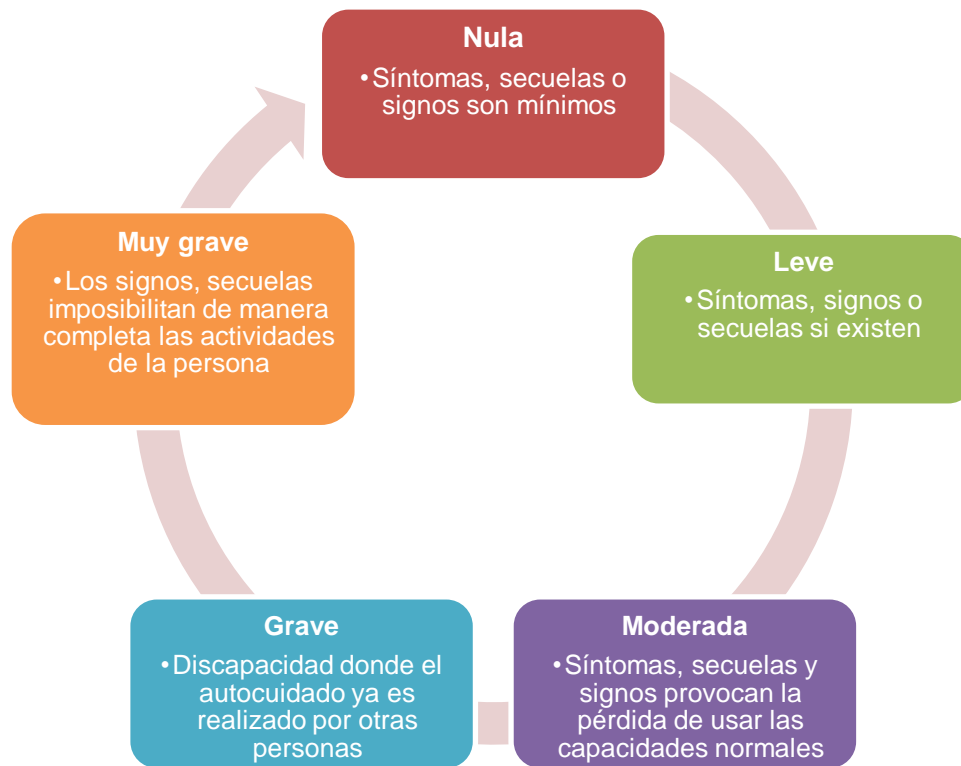 Nula
•Síntomas, secuelas o
signos son mínimos
Leve
•Síntomas, signos o
secuelas si existen
Moderada
•Síntomas, secuelas y
signos provocan la
pérdida de usar las
capacidades normales
Grave
•Discapacidad donde el
autocuidado ya es
realizado por otras
personas
Muy grave
•Los signos, secuelas
imposibilitan de manera
completa las actividades
de la persona